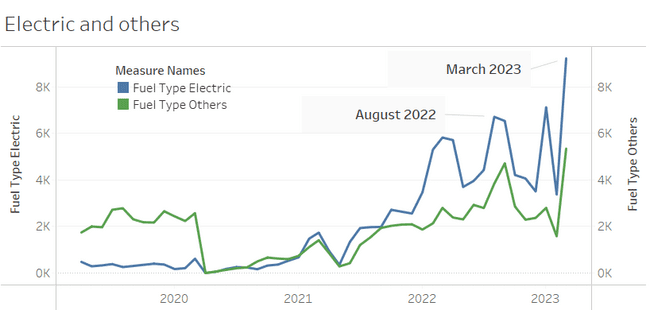 Electric and others
Measure Names
Fuel Type Electric
Fuel Type Others
March 2023
August 2022
Fuel Type Electric
8K
6K
4K
2K
0K
8K
6K
4K
2K
0K
Fuel Type Others
2020
2021
2022
2023